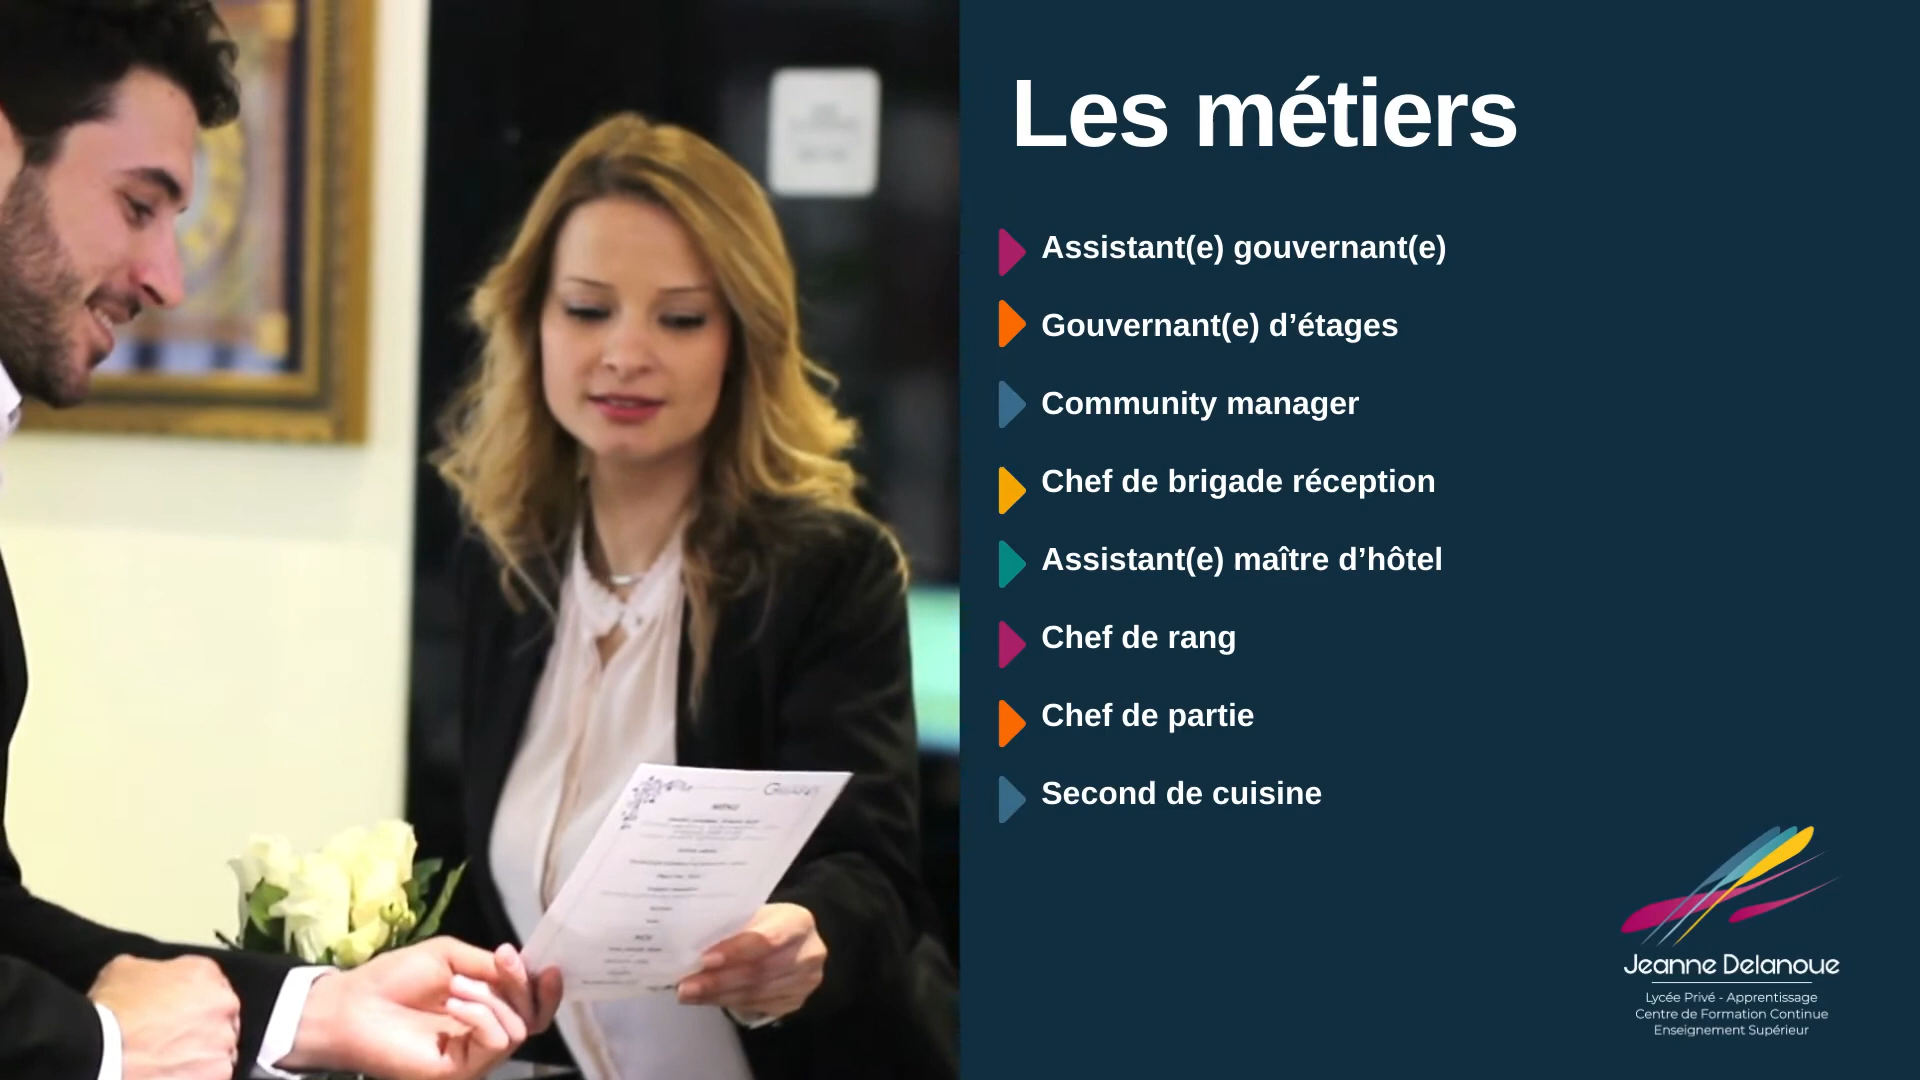 Les métiers
Assistant(e) gouvernant(e)
Gouvernant(e) d’étages
Community manager
Chef de brigade réception
Assistant(e) maître d’hôtel
Chef de rang
Chef de partie
Second de cuisine
MENU
Jeanne Delanoue
Lycée Privé - Apprentissage
Centre de Formation Continue
Enseignement Supérieur